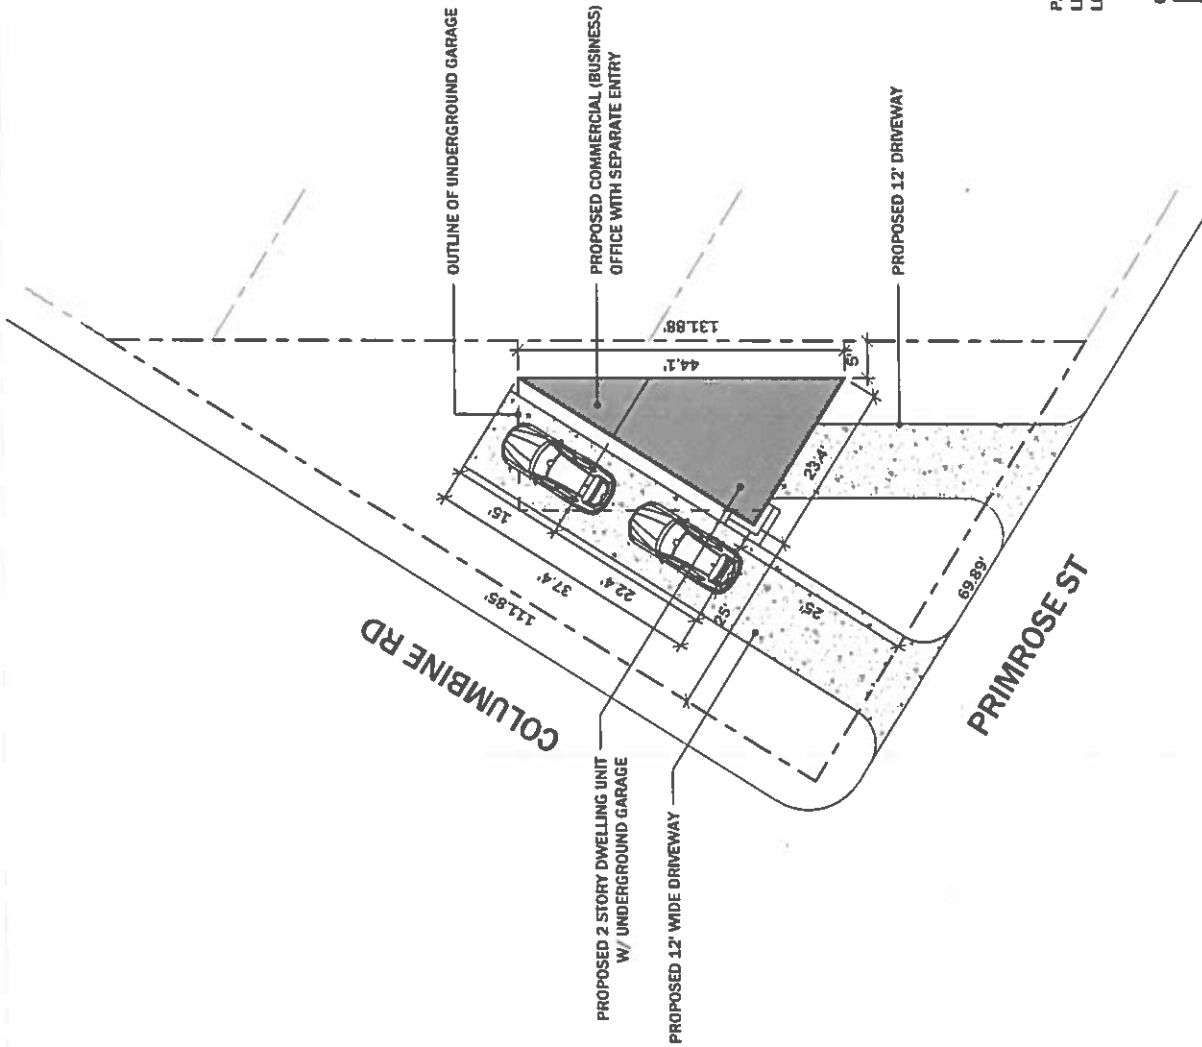 OUTLINE OF UNDERGROUND GARAGE
PROPOSED COMMERCIAL (BUSINESS)
OFFICE WITH SEPARATE ENTRY
PROPOSED 12' DRIVEWAY
131.88'
44.1'
5'
23.4'
15'
37.4'
22.4'
111.85'
25'
25'
69.89'
COLUMBINE RD
PRIMROSE ST
PROPOSED 2 STORY DWELLING UNIT
W/ UNDERGROUND GARAGE
PROPOSED 12' WIDE DRIVEWAY